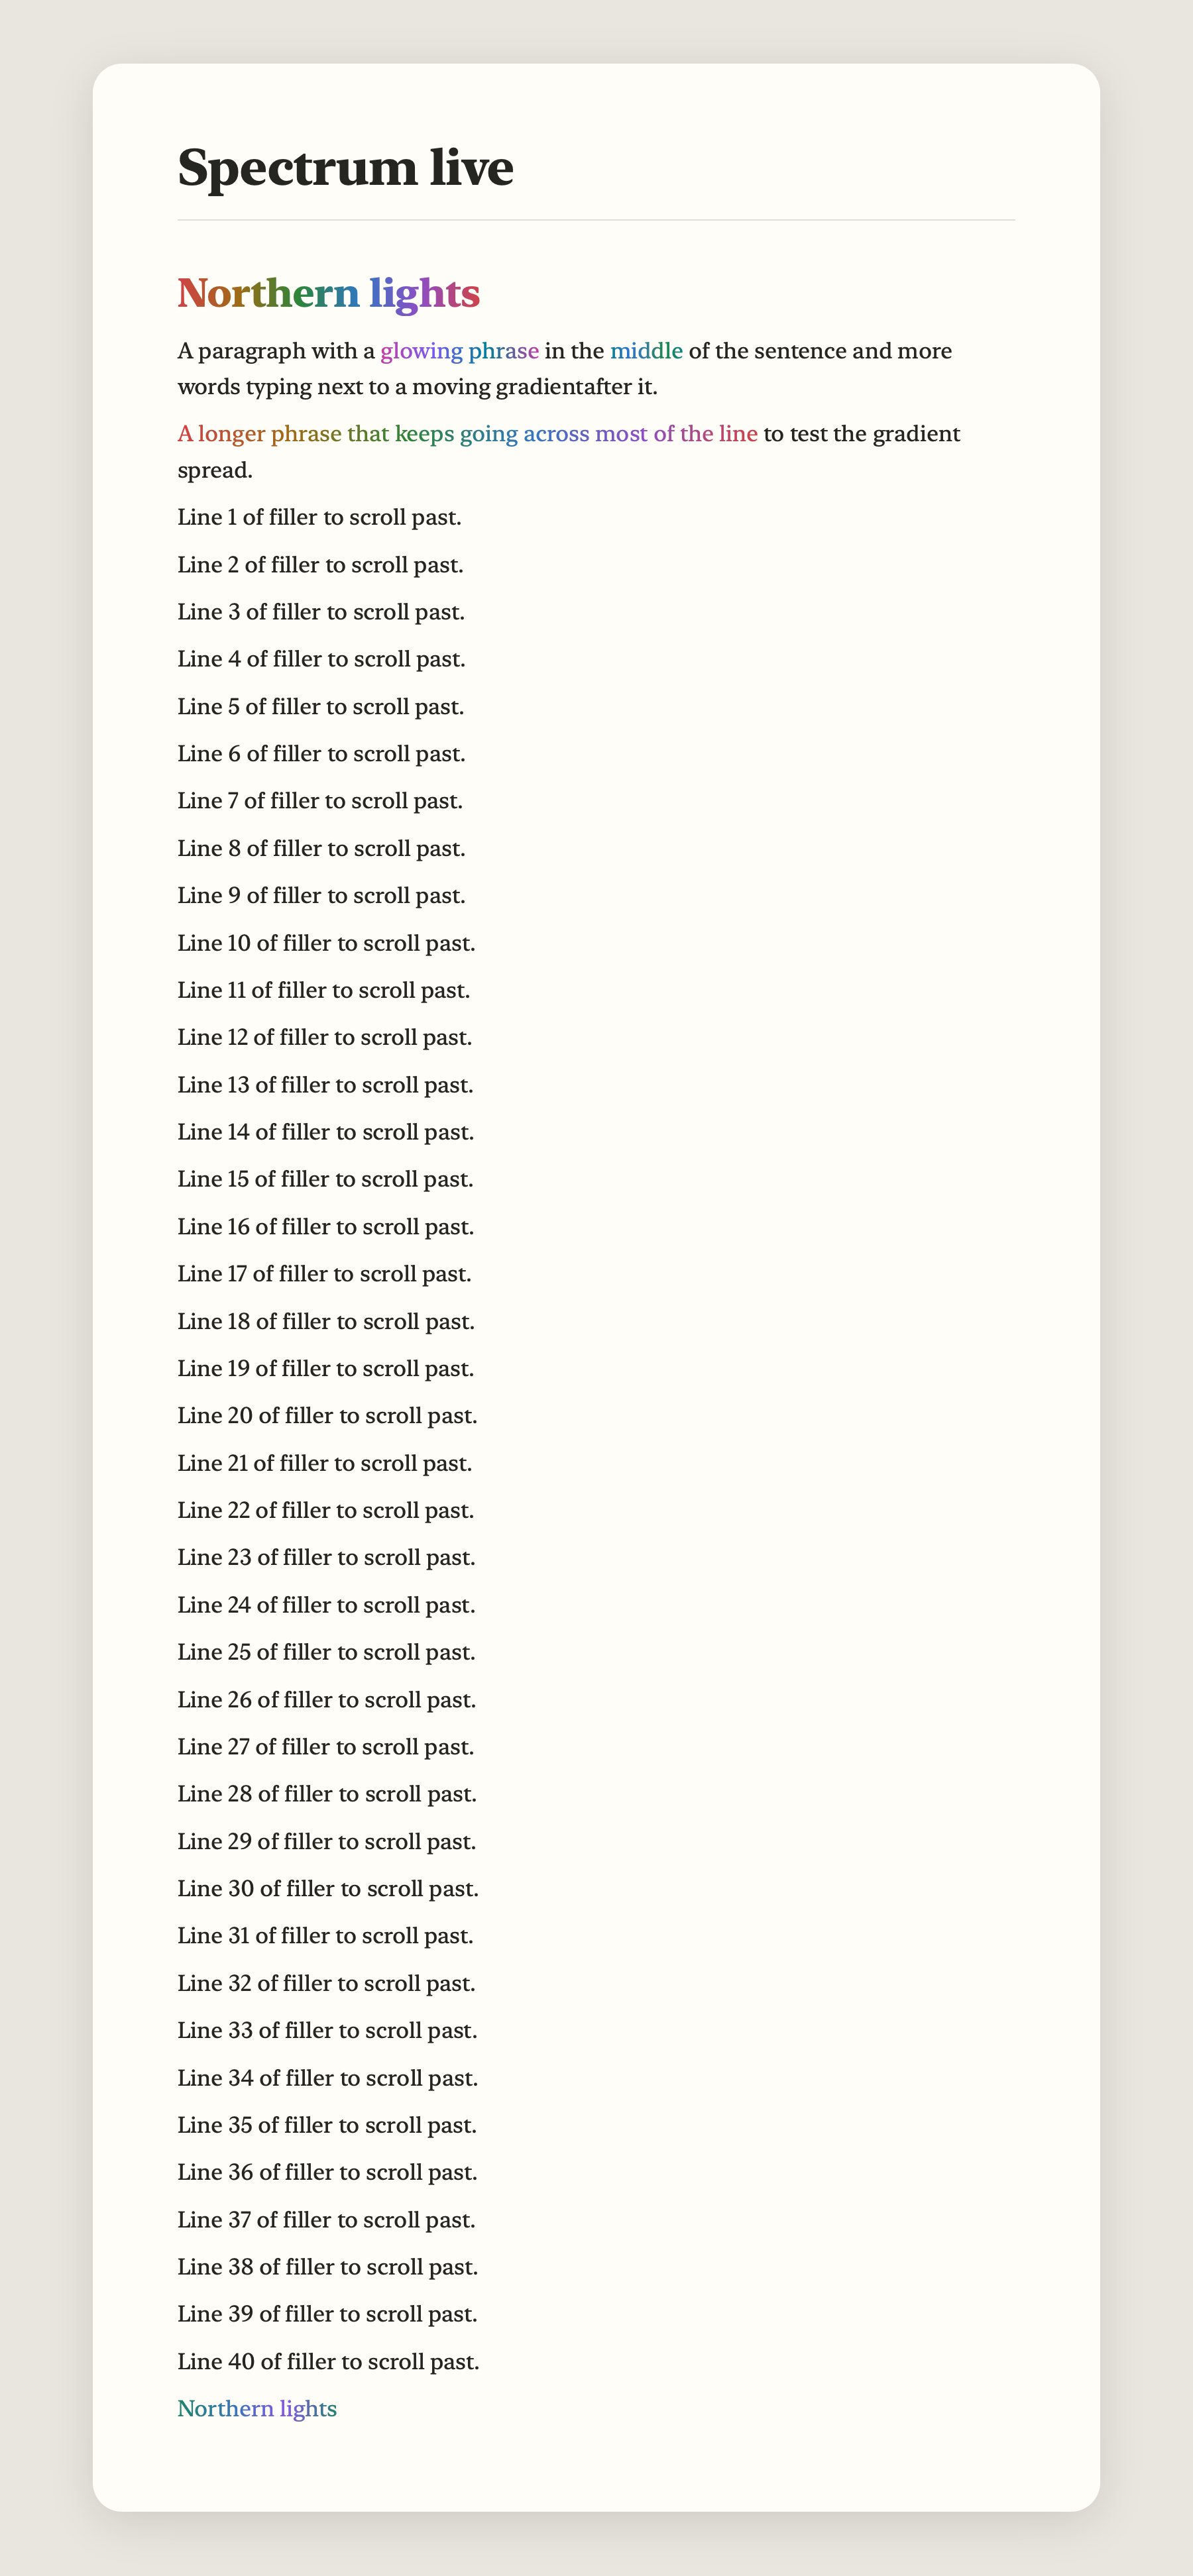 Spectrum live
Northern lights
A paragraph with a glowing phrase in the middle of the sentence and more
words typing next to a moving gradientafter it.
A longer phrase that keeps going across most of the line to test the gradient
spread.
Line 1 of filler to scroll past.
Line 2 of filler to scroll past.
Line 3 of filler to scroll past.
Line 4 of filler to scroll past.
Line 5 of filler to scroll past.
Line 6 of filler to scroll past.
Line 7 of filler to scroll past.
Line 8 of filler to scroll past.
Line 9 of filler to scroll past.
Line 10 of filler to scroll past.
Line 11 of filler to scroll past.
Line 12 of filler to scroll past.
Line 13 of filler to scroll past.
Line 14 of filler to scroll past.
Line 15 of filler to scroll past.
Line 16 of filler to scroll past.
Line 17 of filler to scroll past.
Line 18 of filler to scroll past.
Line 19 of filler to scroll past.
Line 20 of filler to scroll past.
Line 21 of filler to scroll past.
Line 22 of filler to scroll past.
Line 23 of filler to scroll past.
Line 24 of filler to scroll past.
Line 25 of filler to scroll past.
Line 26 of filler to scroll past.
Line 27 of filler to scroll past.
Line 28 of filler to scroll past.
Line 29 of filler to scroll past.
Line 30 of filler to scroll past.
Line 31 of filler to scroll past.
Line 32 of filler to scroll past.
Line 33 of filler to scroll past.
Line 34 of filler to scroll past.
Line 35 of filler to scroll past.
Line 36 of filler to scroll past.
Line 37 of filler to scroll past.
Line 38 of filler to scroll past.
Line 39 of filler to scroll past.
Line 40 of filler to scroll past.
Northern lights